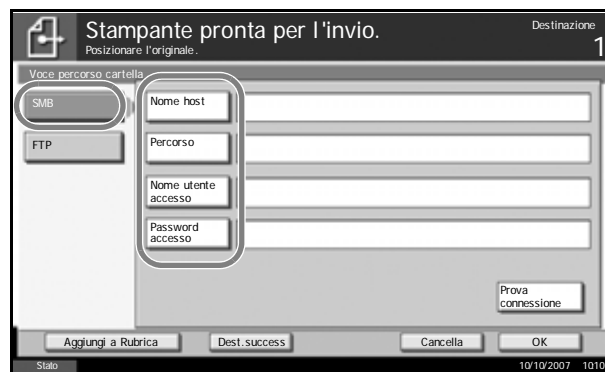 Stampante pronta per l'invio.
Posizionare l'originale.
Destinazione
1
Voce percorso cartella
SMB
FTP
Nome host
Percorso
Nome utente
accesso
Password
accesso
Prova
connessione
Aggiungi a Rubrica
Dest.success
Cancella
OK
Stato
10/10/2007 1010